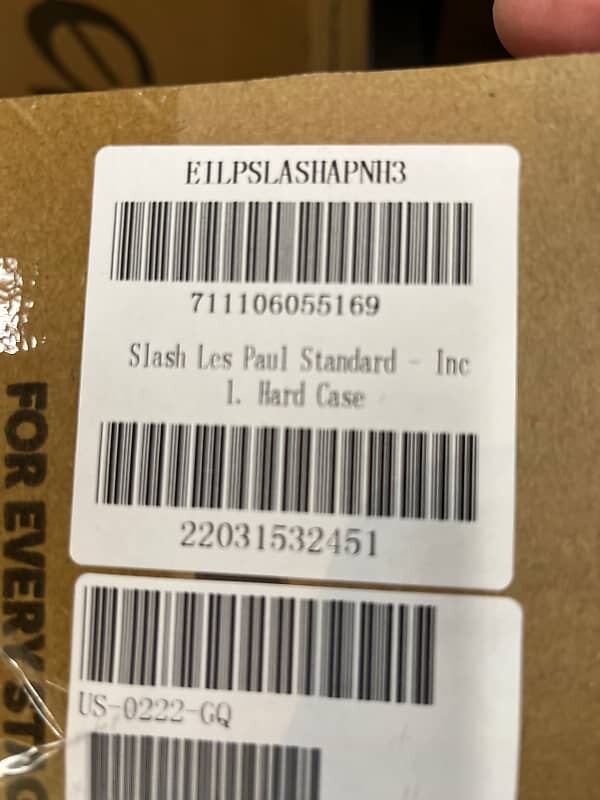 EILPSLASHAPNH3
711106055169
Slash Les Paul Standard - Inc
l. Hard Case
22031532451
US-0222-GQ
FOR EVERY